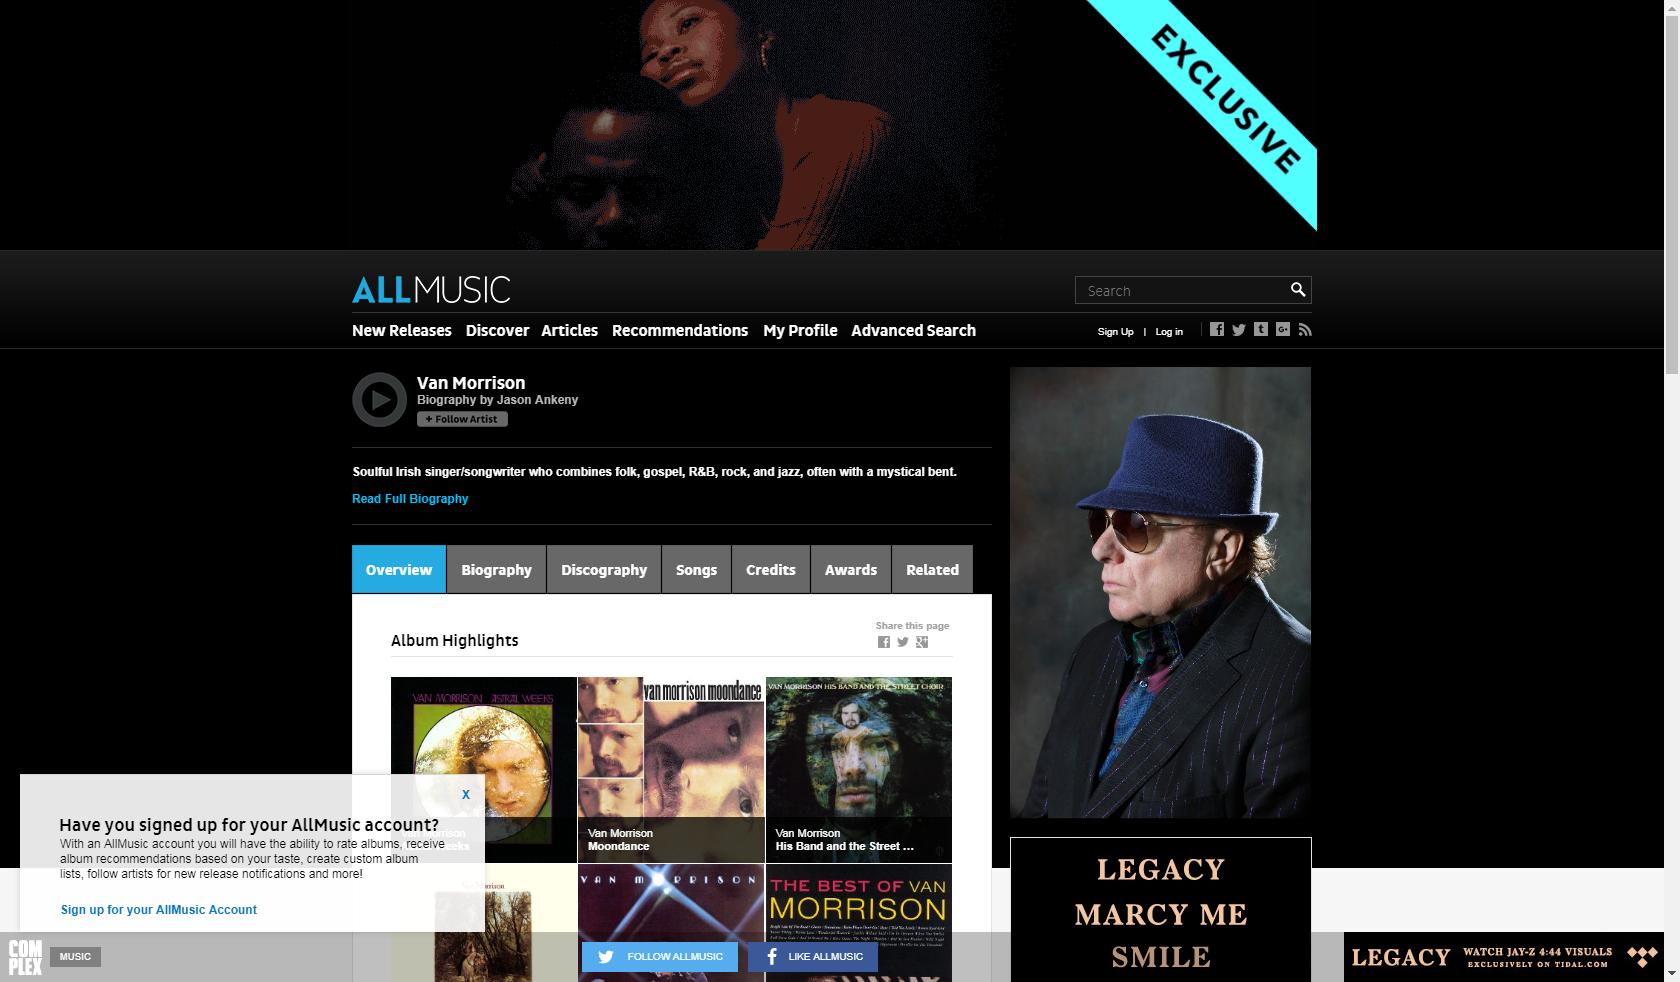 EXCLUSIVE
ALLMUSIC
Search
New Releases Discover Articles Recommendations My Profile Advanced Search
Sign Up | Log in
Van Morrison
Biography by Jason Ankeny
+ Follow Artist
Soulful Irish singer/songwriter who combines folk, gospel, R&B, rock, and jazz, often with a mystical bent.
Read Full Biography
Overview Biography Discography Songs Credits Awards Related
Share this page
Album Highlights
VAN MORRISON ASTRAL WEEKS
van morrison moondance
VAN MORRISON HIS BAND AND THE STREET CHOIR
Van Morrison
Moondance
Van Morrison
His Band and the Street ...
X
Have you signed up for your AllMusic account?
With an AllMusic account you will have the ability to rate albums, receive
album recommendations based on your taste, create custom album
lists, follow artists for new release notifications and more!
Sign up for your AllMusic Account
VAN MORRISON
THE BEST OF VAN
MORRISON
LEGACY
MARCY ME
SMILE
COM
PLEX
MUSIC
FOLLOW ALLMUSIC
LIKE ALLMUSIC
LEGACY
WATCH JAY-Z 4:44 VISUALS
EXCLUSIVELY ON TIDAL.COM